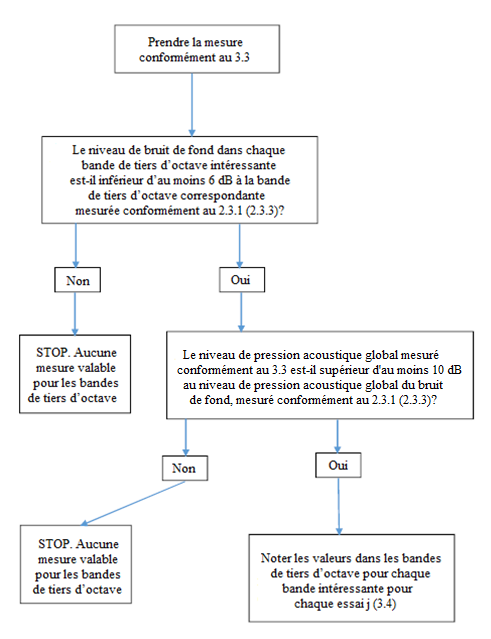 Prendre la mesure
conformément au 3.3
Le niveau de bruit de fond dans chaque
bande de tiers d’octave intéressante
est-il inférieur d’au moins 6 dB à la bande
de tiers d’octave correspondante
mesurée conformément au 2.3.1 (2.3.3)?
Non
Oui
STOP. Aucune
mesure valable
pour les bandes
de tiers d’octave
Le niveau de pression acoustique global mesuré
conformément au 3.3 est-il supérieur d'au moins 10 dB
au niveau de pression acoustique global du bruit
de fond, mesuré conformément au 2.3.1 (2.3.3)?
Non
Oui
STOP. Aucune
mesure valable
pour les bandes
de tiers d’octave
Noter les valeurs dans les bandes
de tiers d’octave pour chaque
bande intéressante pour
chaque essai j (3.4)